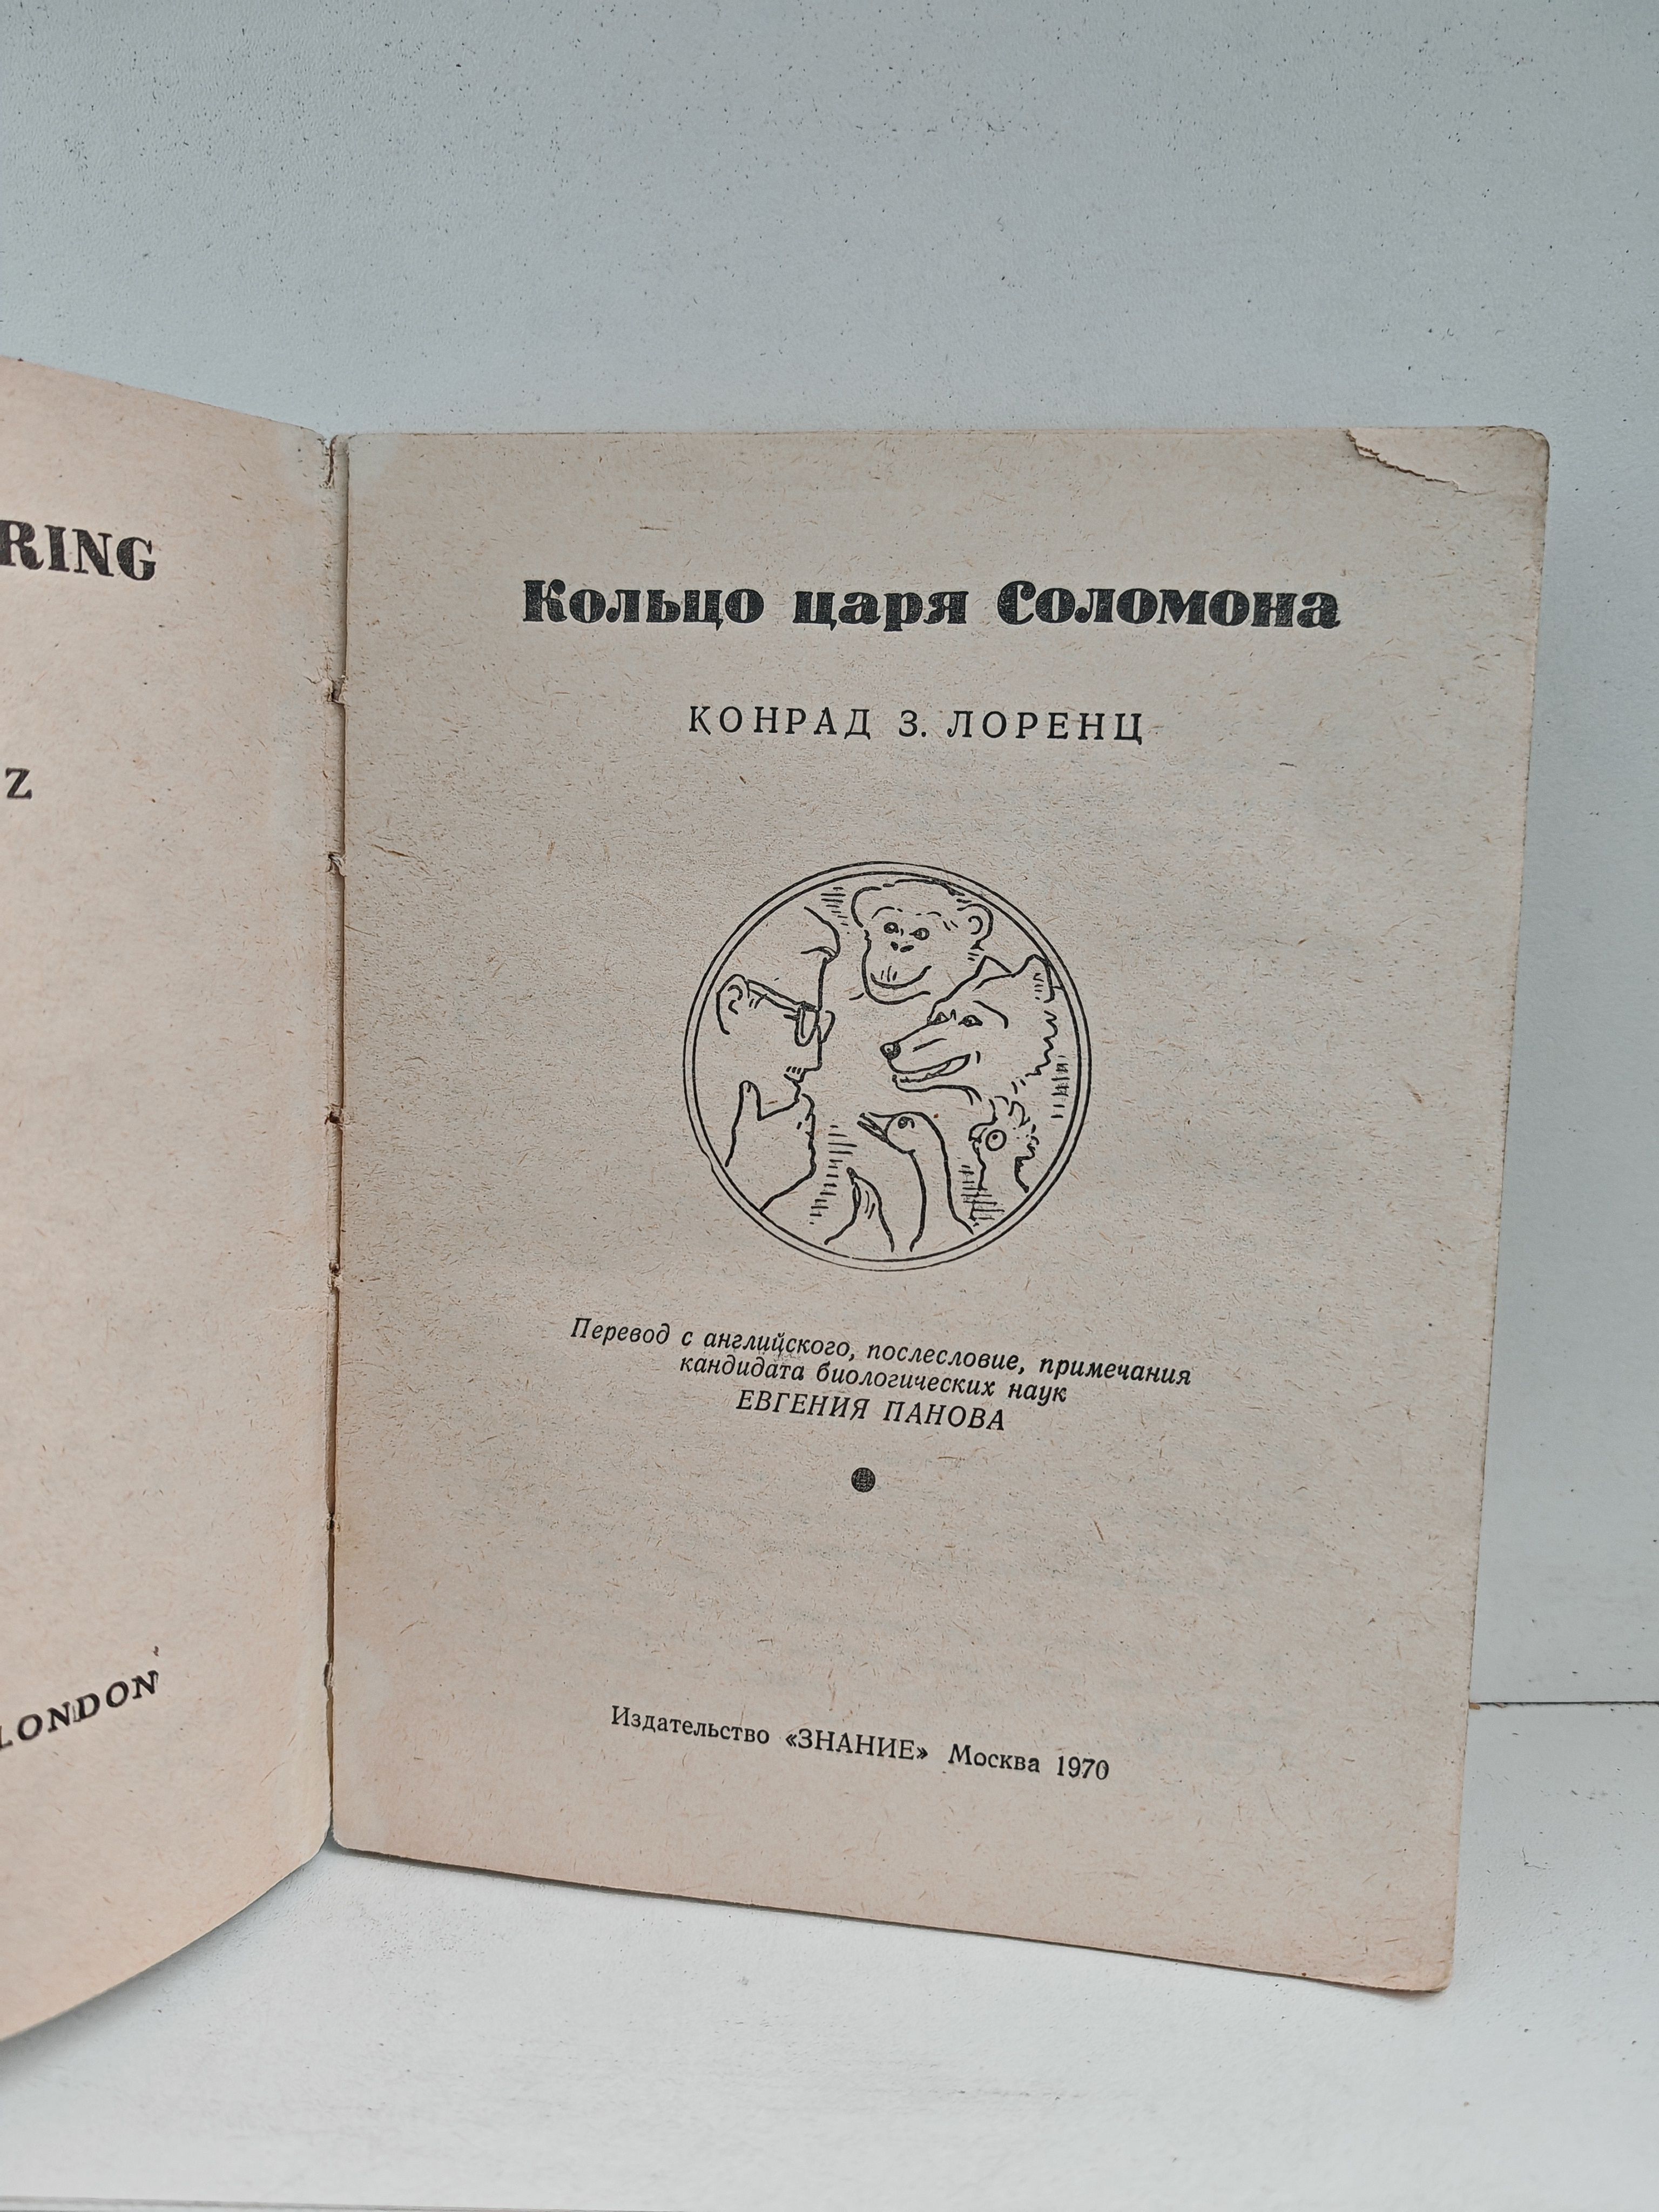 RING
Z
LONDON
Кольцо царя Соломона
КОНРАД З. ЛОРЕНЦ
Перевод с английского, послесловие, примечания
кандидата биологических наук
ЕВГЕНИЯ ПАНОВА
Издательство «ЗНАНИЕ» Москва 1970